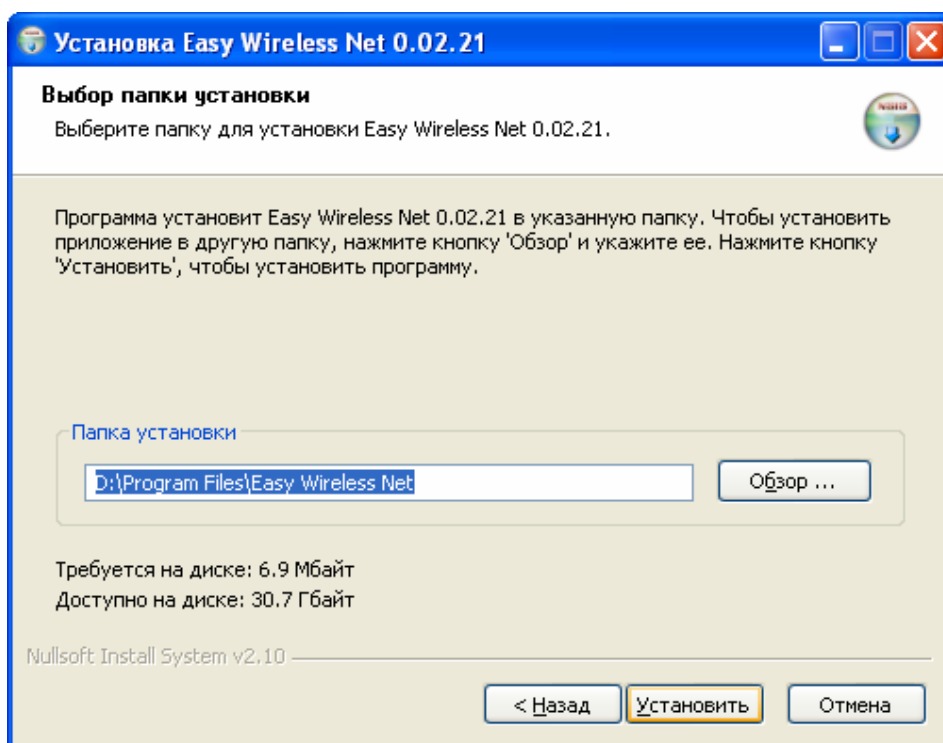 Установка Easy Wireless Net 0.02.21
Выбор папки установки
Выберите папку для установки Easy Wireless Net 0.02.21.
Программа установит Easy Wireless Net 0.02.21 в указанную папку. Чтобы установить
приложение в другую папку, нажмите кнопку 'Обзор' и укажите ее. Нажмите кнопку
'Установить', чтобы установить программу.
Папка установки
D:\Program Files\Easy Wireless Net
Обзор ...
Требуется на диске: 6.9 Мбайт
Доступно на диске: 30.7 Гбайт
Nullsoft Install System v2.10
< Назад Установить Отмена